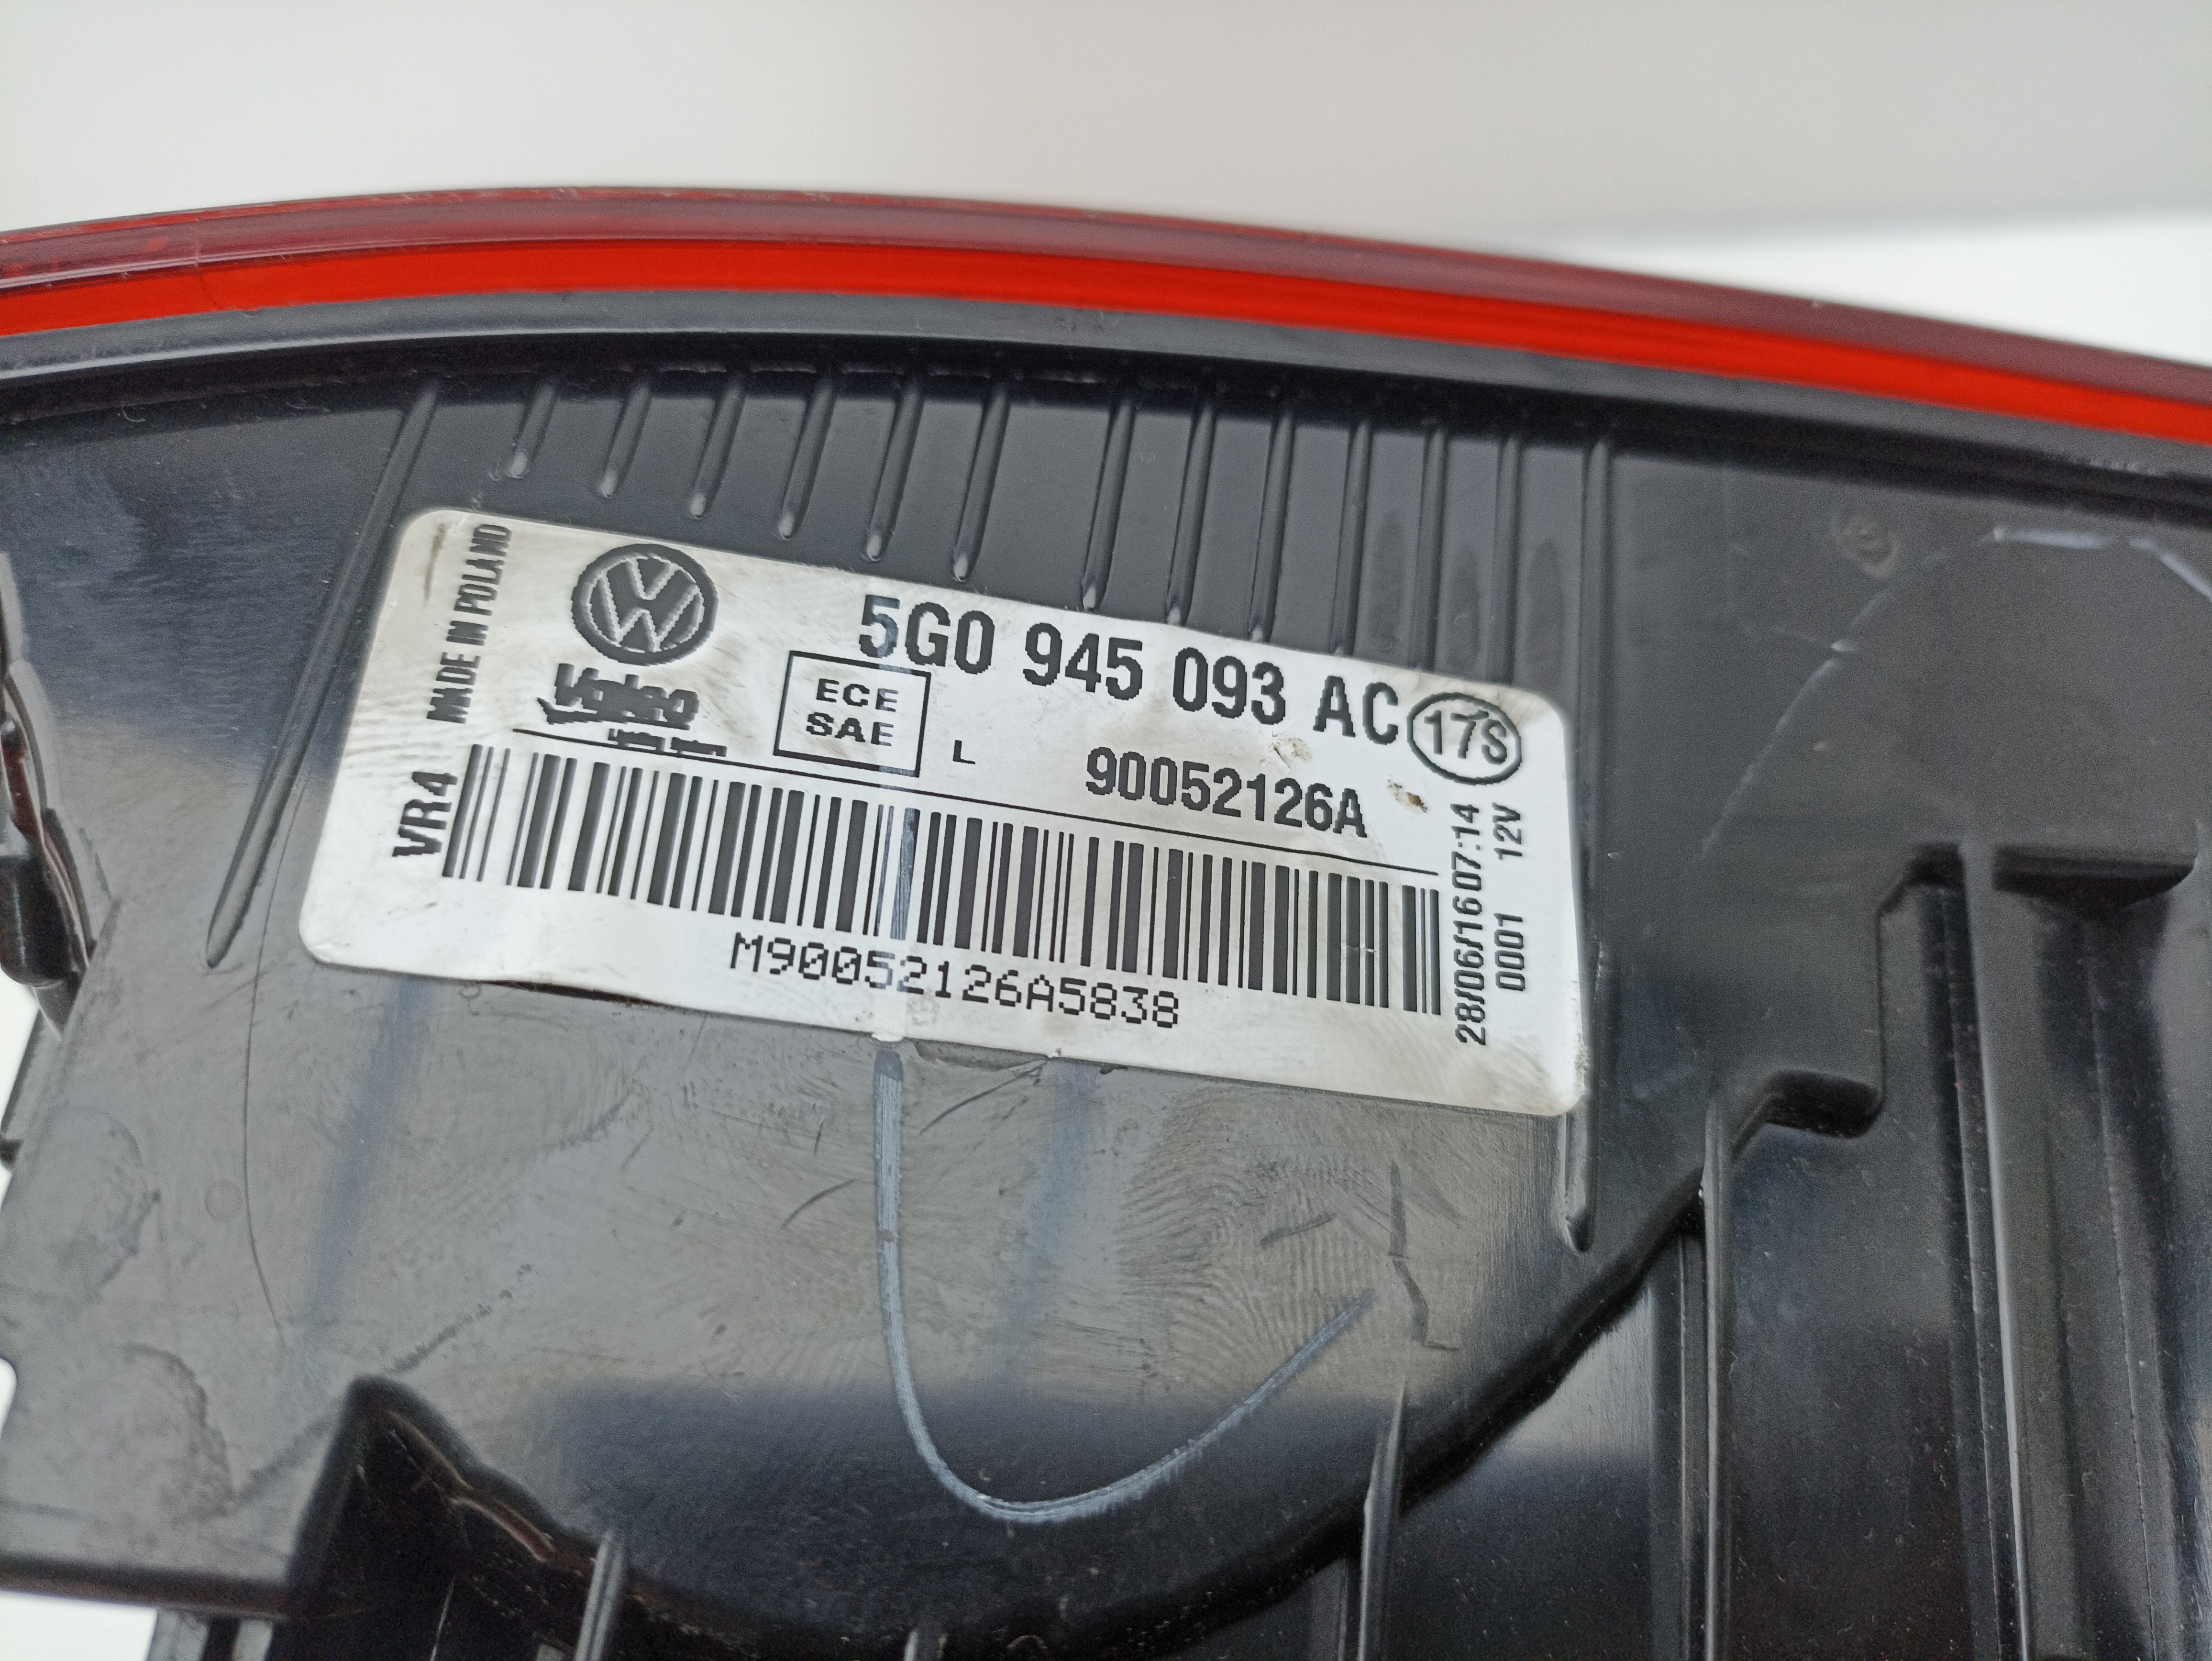 MADE IN POLAND
VW
Valeo
5G0 945 093 AC 17S
ECE
SAE
L
90052126A
VR4
M90052126A5838
28/06/16 07:14
0001 12V